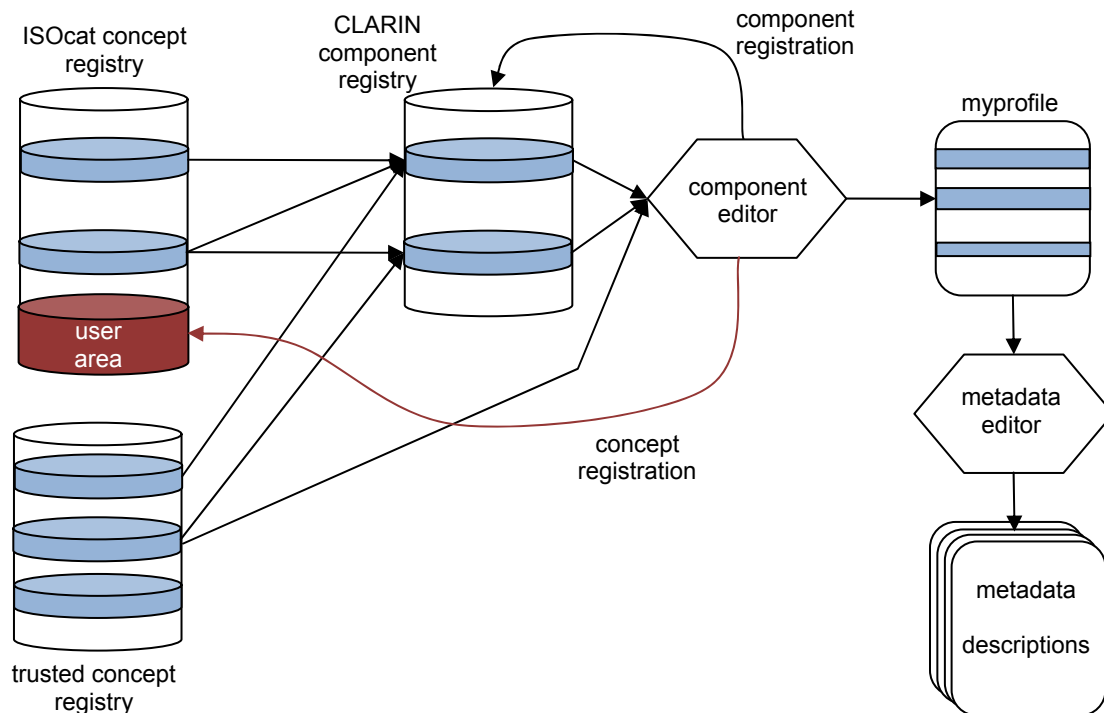 ISOcat concept
registry
CLARIN
component
registry
component
registration
myprofile
component
editor
user
area
metadata
editor
concept
registration
metadata
descriptions
trusted concept
registry